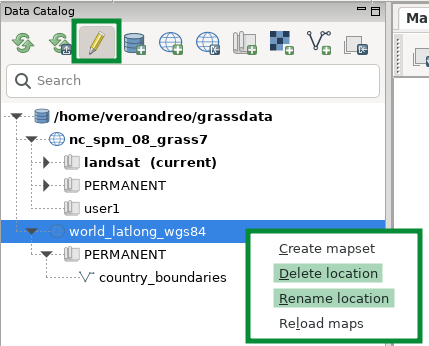 Data Catalog
Ma
Search
/home/veroandreo/grassdata
nc_spm_08_grass7
landsat (current)
PERMANENT
user1
world_latlong_wgs84
PERMANENT
country_boundaries
Create mapset
Delete location
Rename location
Reload maps